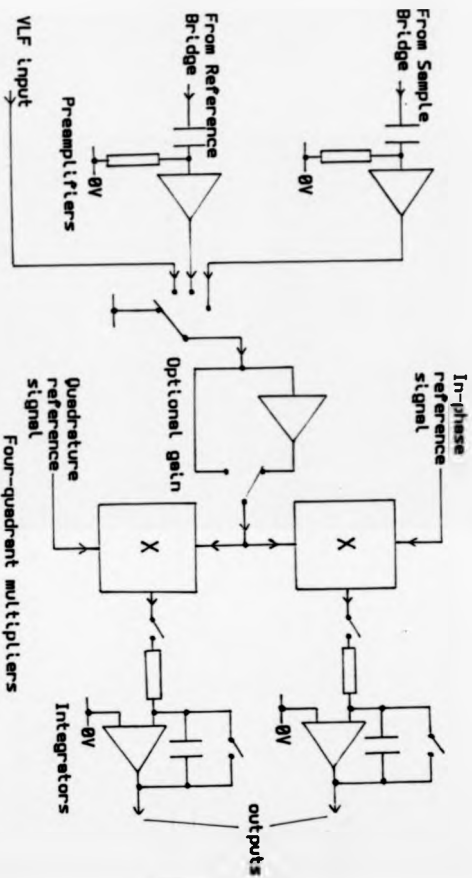 From Sample
Bridge
0V
From Reference
Bridge
0V
Preamplifiers
VLF input
In-phase
reference
signal
Optional gain
Quadrature
reference
signal
X
X
Four-quadrant multipliers
0V
0V
Integrators
outputs